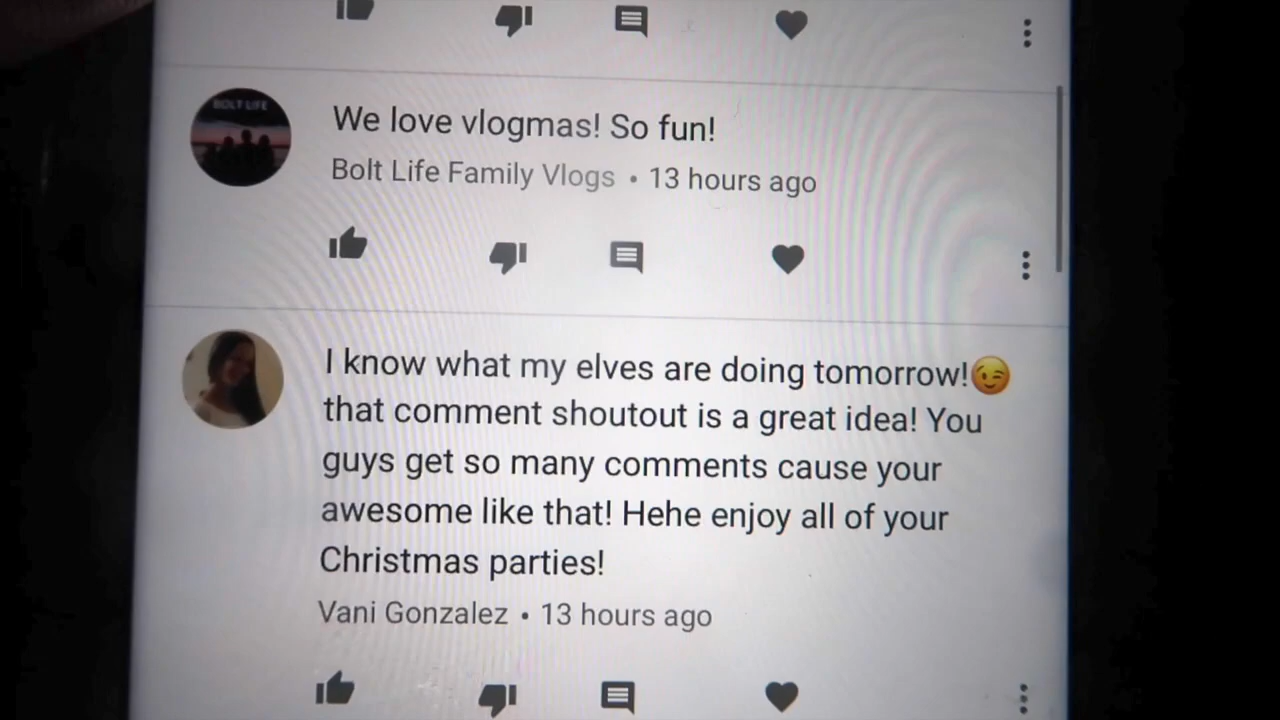 BOLT LIFE
We love vlogmas! So fun!
Bolt Life Family Vlogs • 13 hours ago
I know what my elves are doing tomorrow!😉
that comment shoutout is a great idea! You
guys get so many comments cause your
awesome like that! Hehe enjoy all of your
Christmas parties!
Vani Gonzalez • 13 hours ago